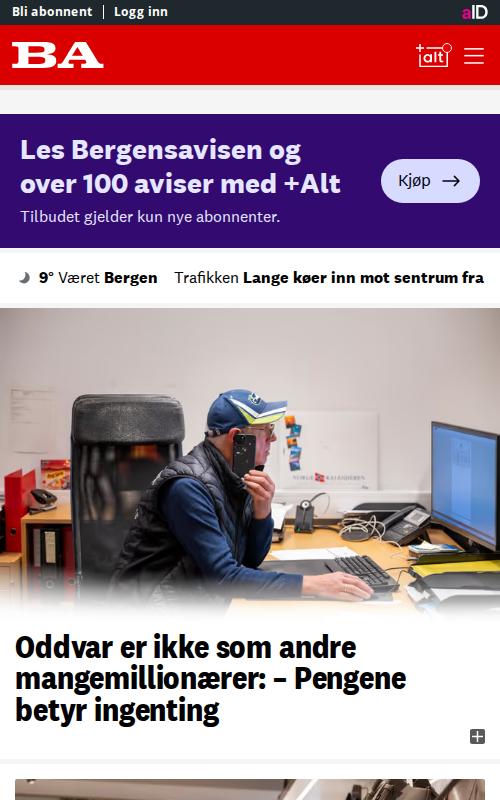 Bli abonnent | Logg inn
aID
BA
+alt
Les Bergensavisen og
over 100 aviser med +Alt
Tilbudet gjelder kun nye abonnenter.
Kjøp
9° Været Bergen Trafikken Lange køer inn mot sentrum fra
NORGESKALENDEREN
Oddvar er ikke som andre
mangemillionærer: – Pengene
betyr ingenting